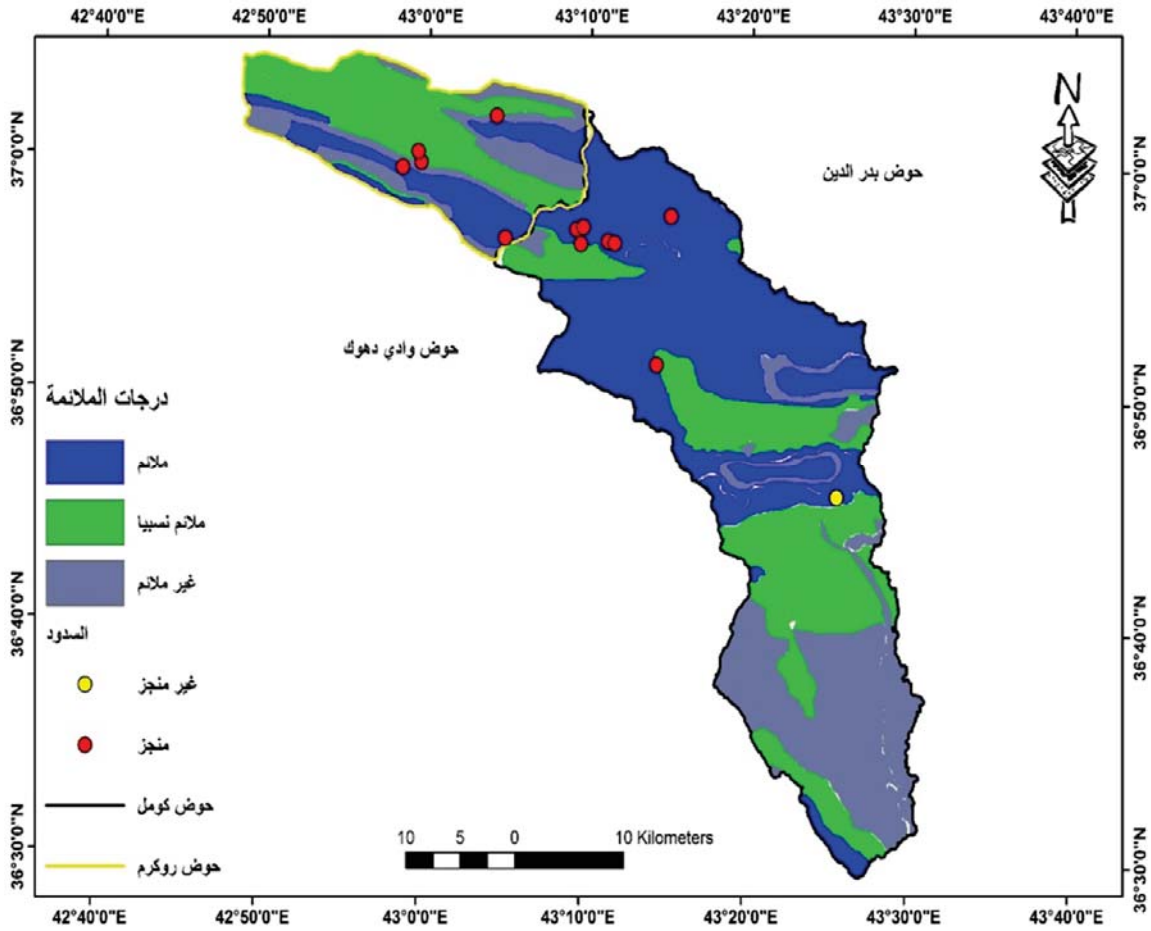 42°40'0"E 42°50'0"E 43°0'0"E 43°10'0"E 43°20'0"E 43°30'0"E 43°40'0"E
N
37°0'0"N
37°0'0"N
حوض بدر الدين
حوض وادي دهوك
36°50'0"N
36°50'0"N
درجات الملائمة
ملائم
ملائم نسبيا
غير ملائم
السدود
غير منجز
منجز
حوض كومل
حوض روكرم
36°40'0"N
36°40'0"N
10 5 0 10 Kilometers
36°30'0"N
36°30'0"N
42°40'0"E 42°50'0"E 43°0'0"E 43°10'0"E 43°20'0"E 43°30'0"E 43°40'0"E